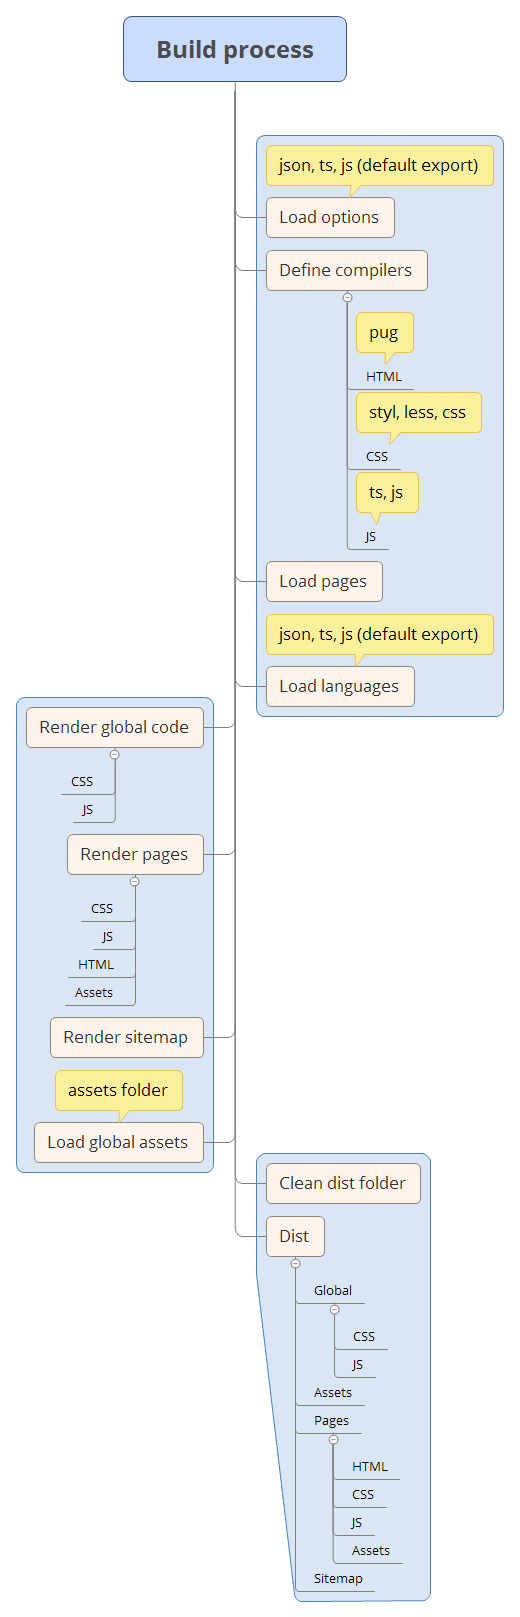 Build process
json, ts, js (default export)
Load options
Define compilers
pug
HTML
styl, less, css
CSS
ts, js
JS
Load pages
json, ts, js (default export)
Load languages
Render global code
CSS
JS
Render pages
CSS
JS
HTML
Assets
Render sitemap
assets folder
Load global assets
Clean dist folder
Dist
Global
CSS
JS
Assets
Pages
HTML
CSS
JS
Assets
Sitemap